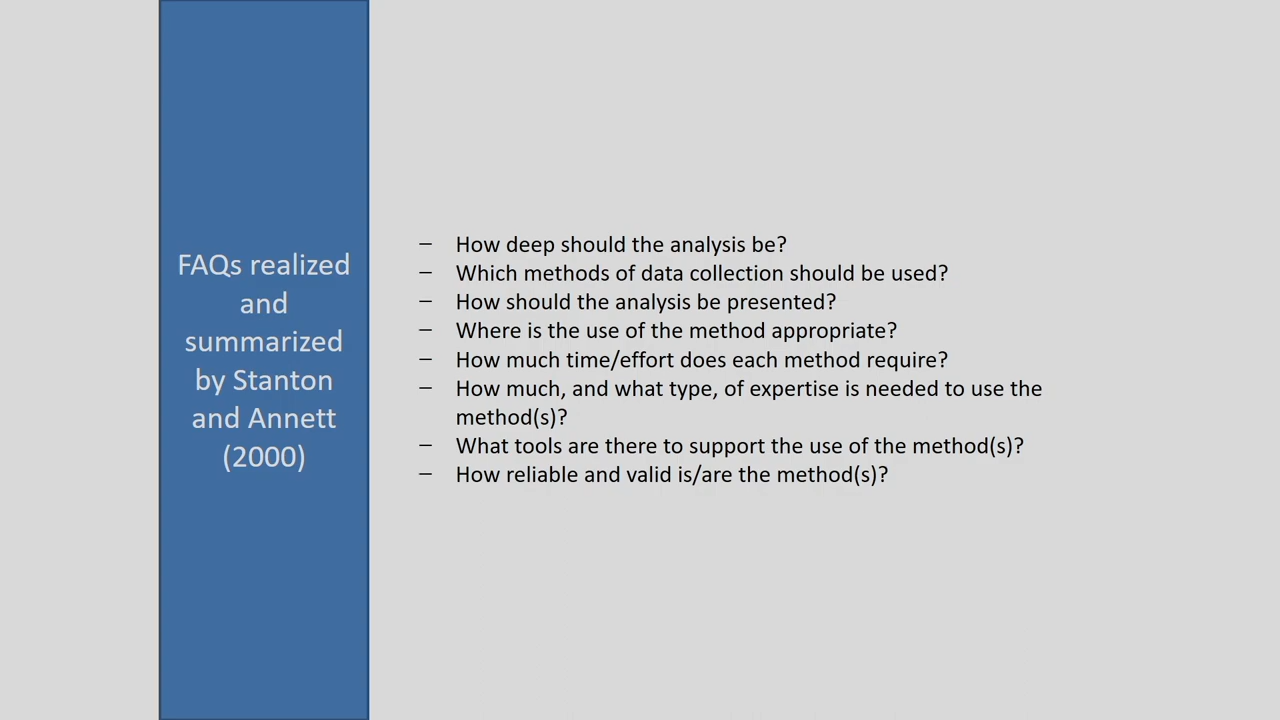 FAQs realized
and
summarized
by Stanton
and Annett
(2000)
– How deep should the analysis be?
– Which methods of data collection should be used?
– How should the analysis be presented?
– Where is the use of the method appropriate?
– How much time/effort does each method require?
– How much, and what type, of expertise is needed to use the
method(s)?
– What tools are there to support the use of the method(s)?
– How reliable and valid is/are the method(s)?